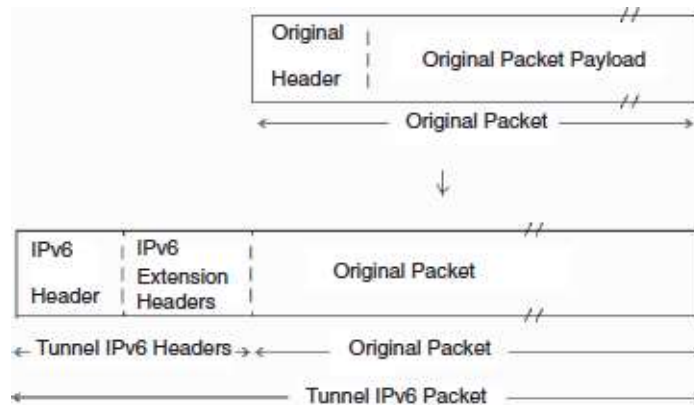 Original
Header
Original Packet Payload
Original Packet
IPv6
Header
IPv6
Extension
Headers
Original Packet
Tunnel IPv6 Headers
Original Packet
Tunnel IPv6 Packet